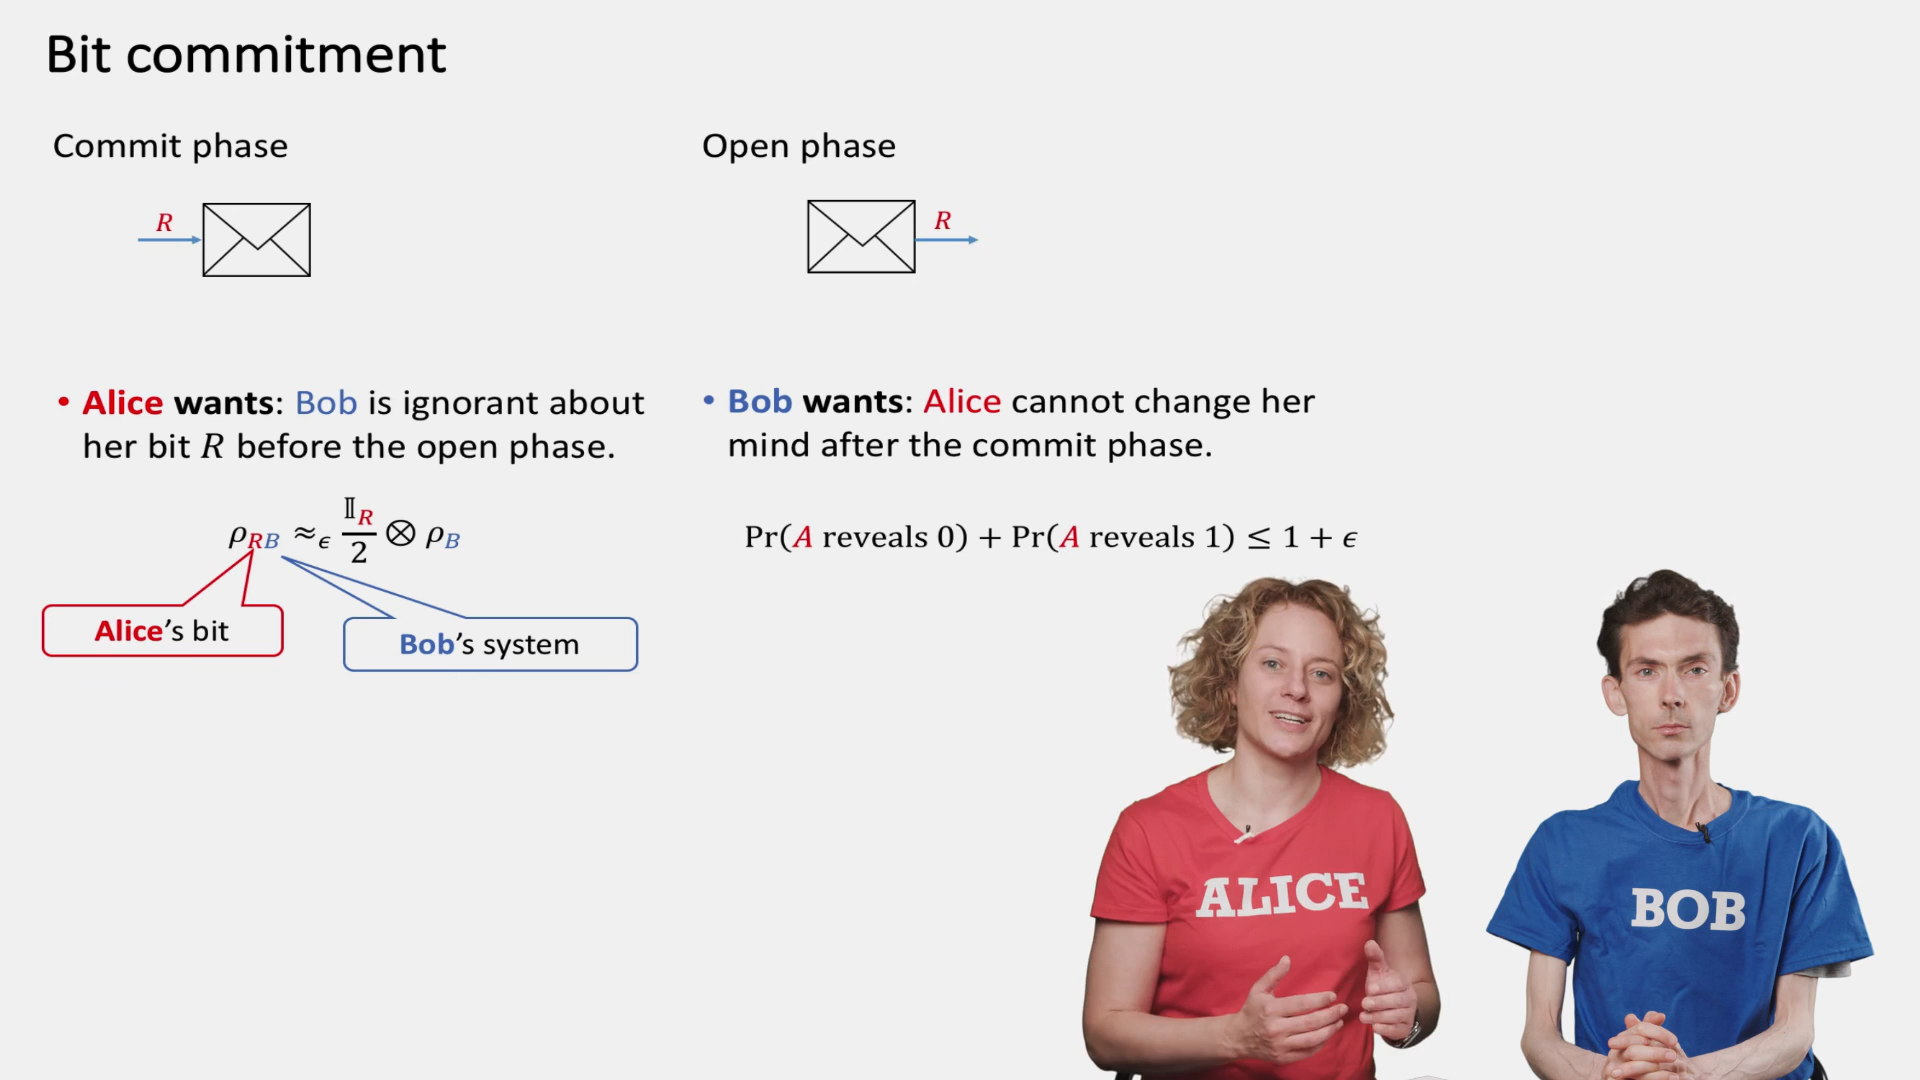 Bit commitment
Commit phase
R
• Alice wants: Bob is ignorant about
her bit R before the open phase.
ρ_RB ≈_ϵ 𝕀_R/2 ⊗ ρ_B
Alice's bit
Bob's system
Open phase
R
• Bob wants: Alice cannot change her
mind after the commit phase.
Pr(A reveals 0) + Pr(A reveals 1) ≤ 1 + ϵ
ALICE
BOB